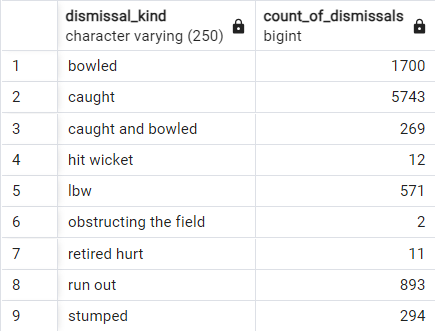 dismissal_kind count_of_dismissals
character varying (250) bigint
1 bowled 1700
2 caught 5743
3 caught and bowled 269
4 hit wicket 12
5 lbw 571
6 obstructing the field 2
7 retired hurt 11
8 run out 893
9 stumped 294